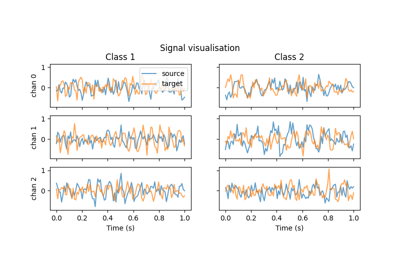 Signal visualisation
Class 1
Class 2
source
target
chan 0
1
0
chan 1
1
0
chan 2
1
0
0.0 0.2 0.4 0.6 0.8 1.0
0.0 0.2 0.4 0.6 0.8 1.0
Time (s)
Time (s)